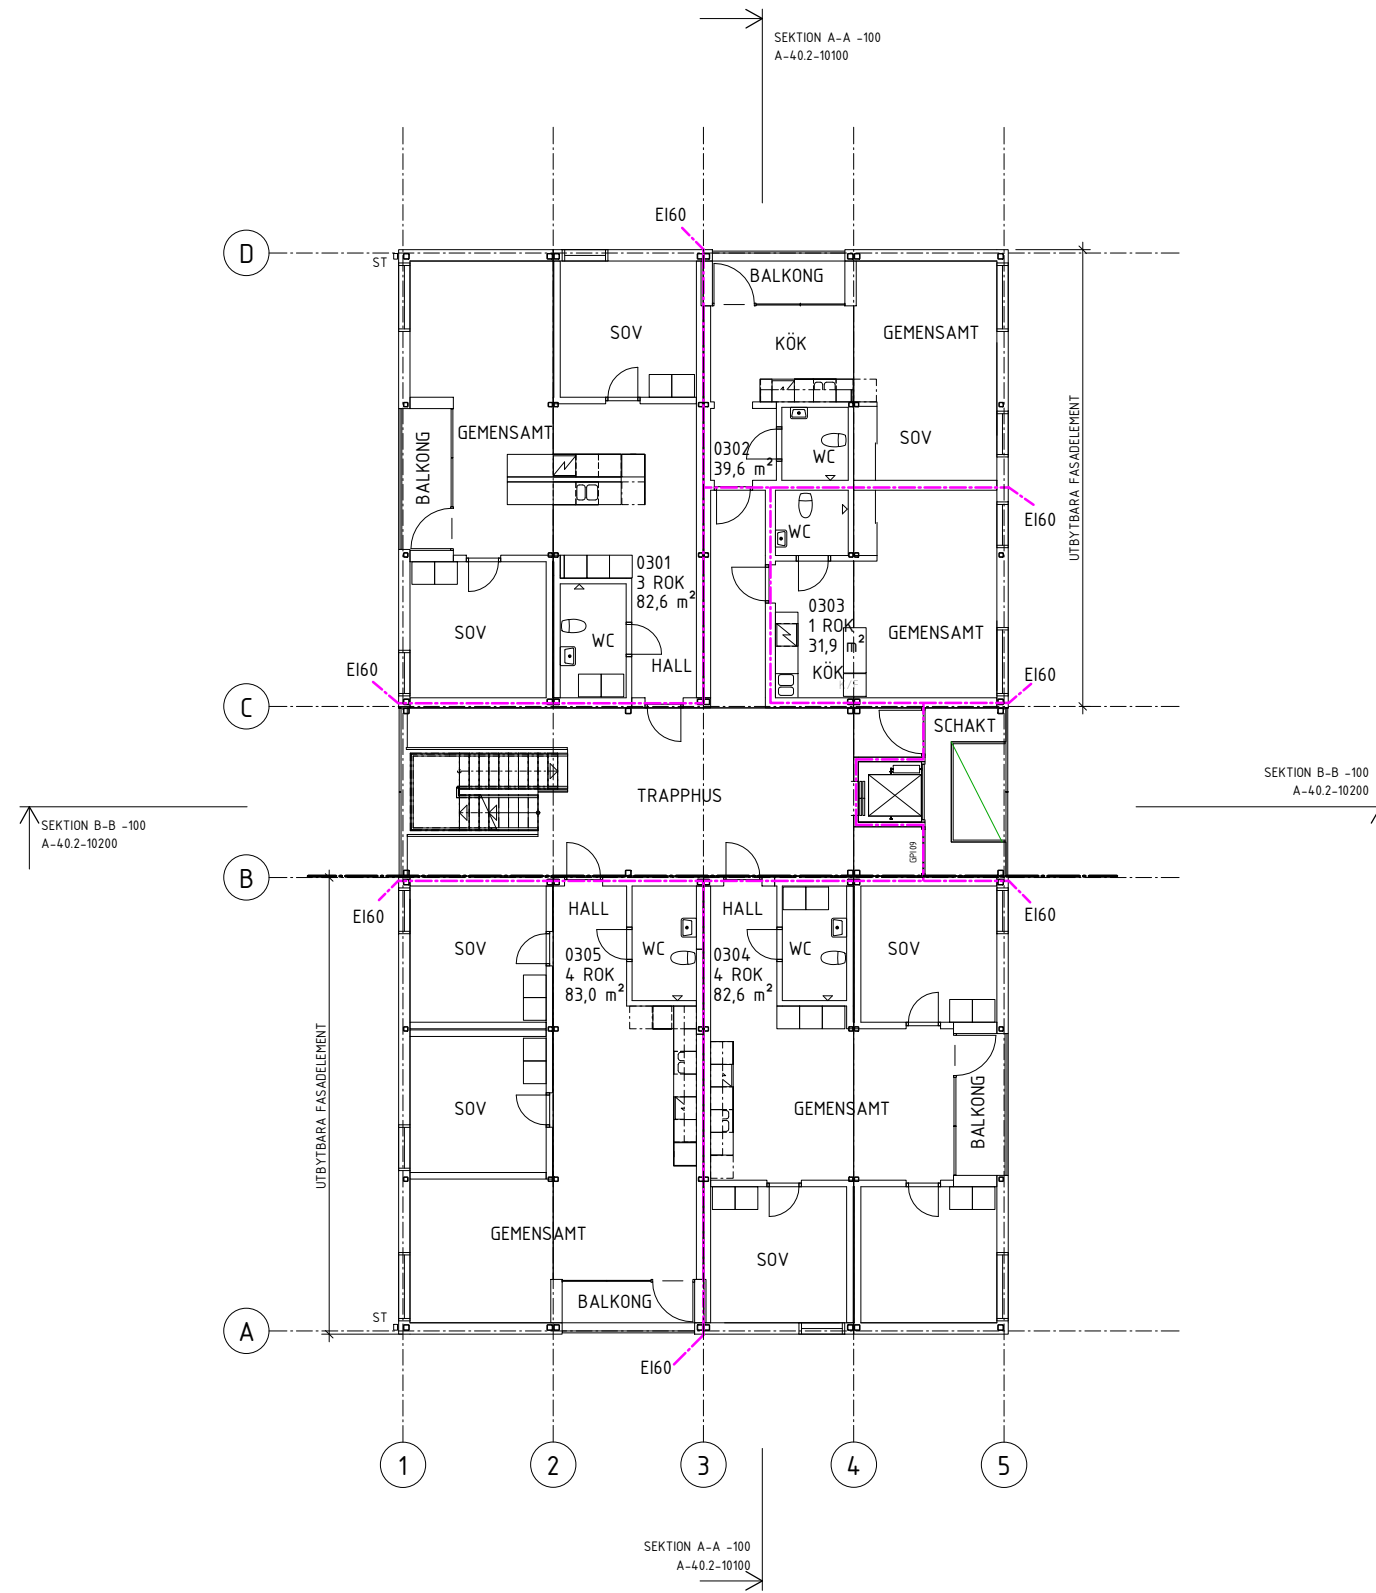 SEKTION A-A -100
A-40.2-10100
EI60
D
ST
BALKONG
SOV
KÖK
GEMENSAMT
UTBYTBARA FASADELEMENT
GEMENSAMT
BALKONG
0302
39,6 m²
WC
SOV
EI60
WC
0301
3 ROK
82,6 m²
0303
1 ROK
31,9 m²
KÖK
GEMENSAMT
SOV
WC
HALL
EI60
EI60
C
SCHAKT
TRAPPHUS
SEKTION B-B -100
A-40.2-10200
SEKTION B-B -100
A-40.2-10200
GP109
B
EI60
EI60
HALL
HALL
SOV
WC
WC
SOV
0305
4 ROK
83,0 m²
0304
4 ROK
82,6 m²
UTBYTBARA FASADELEMENT
SOV
GEMENSAMT
BALKONG
GEMENSAMT
SOV
BALKONG
ST
A
EI60
1
2
3
4
5
SEKTION A-A -100
A-40.2-10100